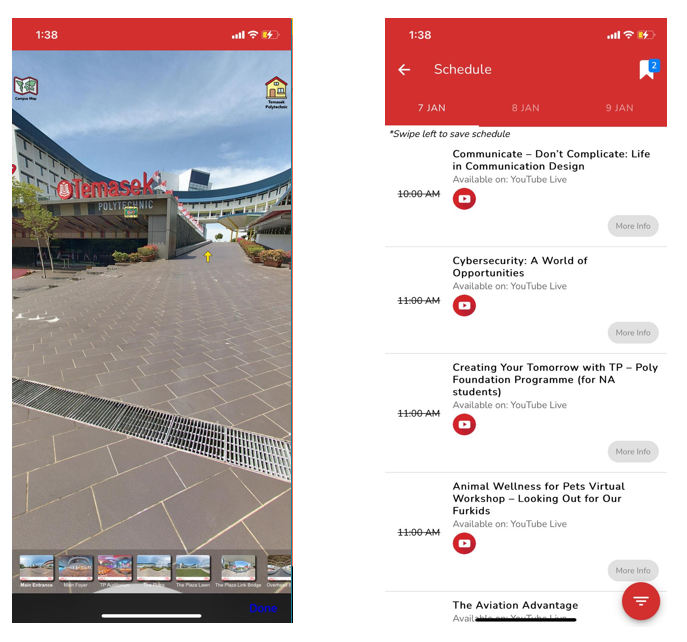 1:38
Campus Map
Temasek
Polytechnic
Temasek
POLYTECHNIC
Main Entrance
Main Foyer
The Plaza Lawn
The Plaza Link Bridge
Done
1:38
Schedule
2
7 JAN
8 JAN
9 JAN
*Swipe left to save schedule
Communicate – Don't Complicate: Life
in Communication Design
Available on: YouTube Live
10:00 AM
More Info
Cybersecurity: A World of
Opportunities
Available on: YouTube Live
11:00 AM
More Info
Creating Your Tomorrow with TP – Poly
Foundation Programme (for NA
students)
Available on: YouTube Live
11:00 AM
More Info
Animal Wellness for Pets Virtual
Workshop – Looking Out for Our
Furkids
Available on: YouTube Live
11:00 AM
More Info
The Aviation Advantage
Available on: YouTube Live